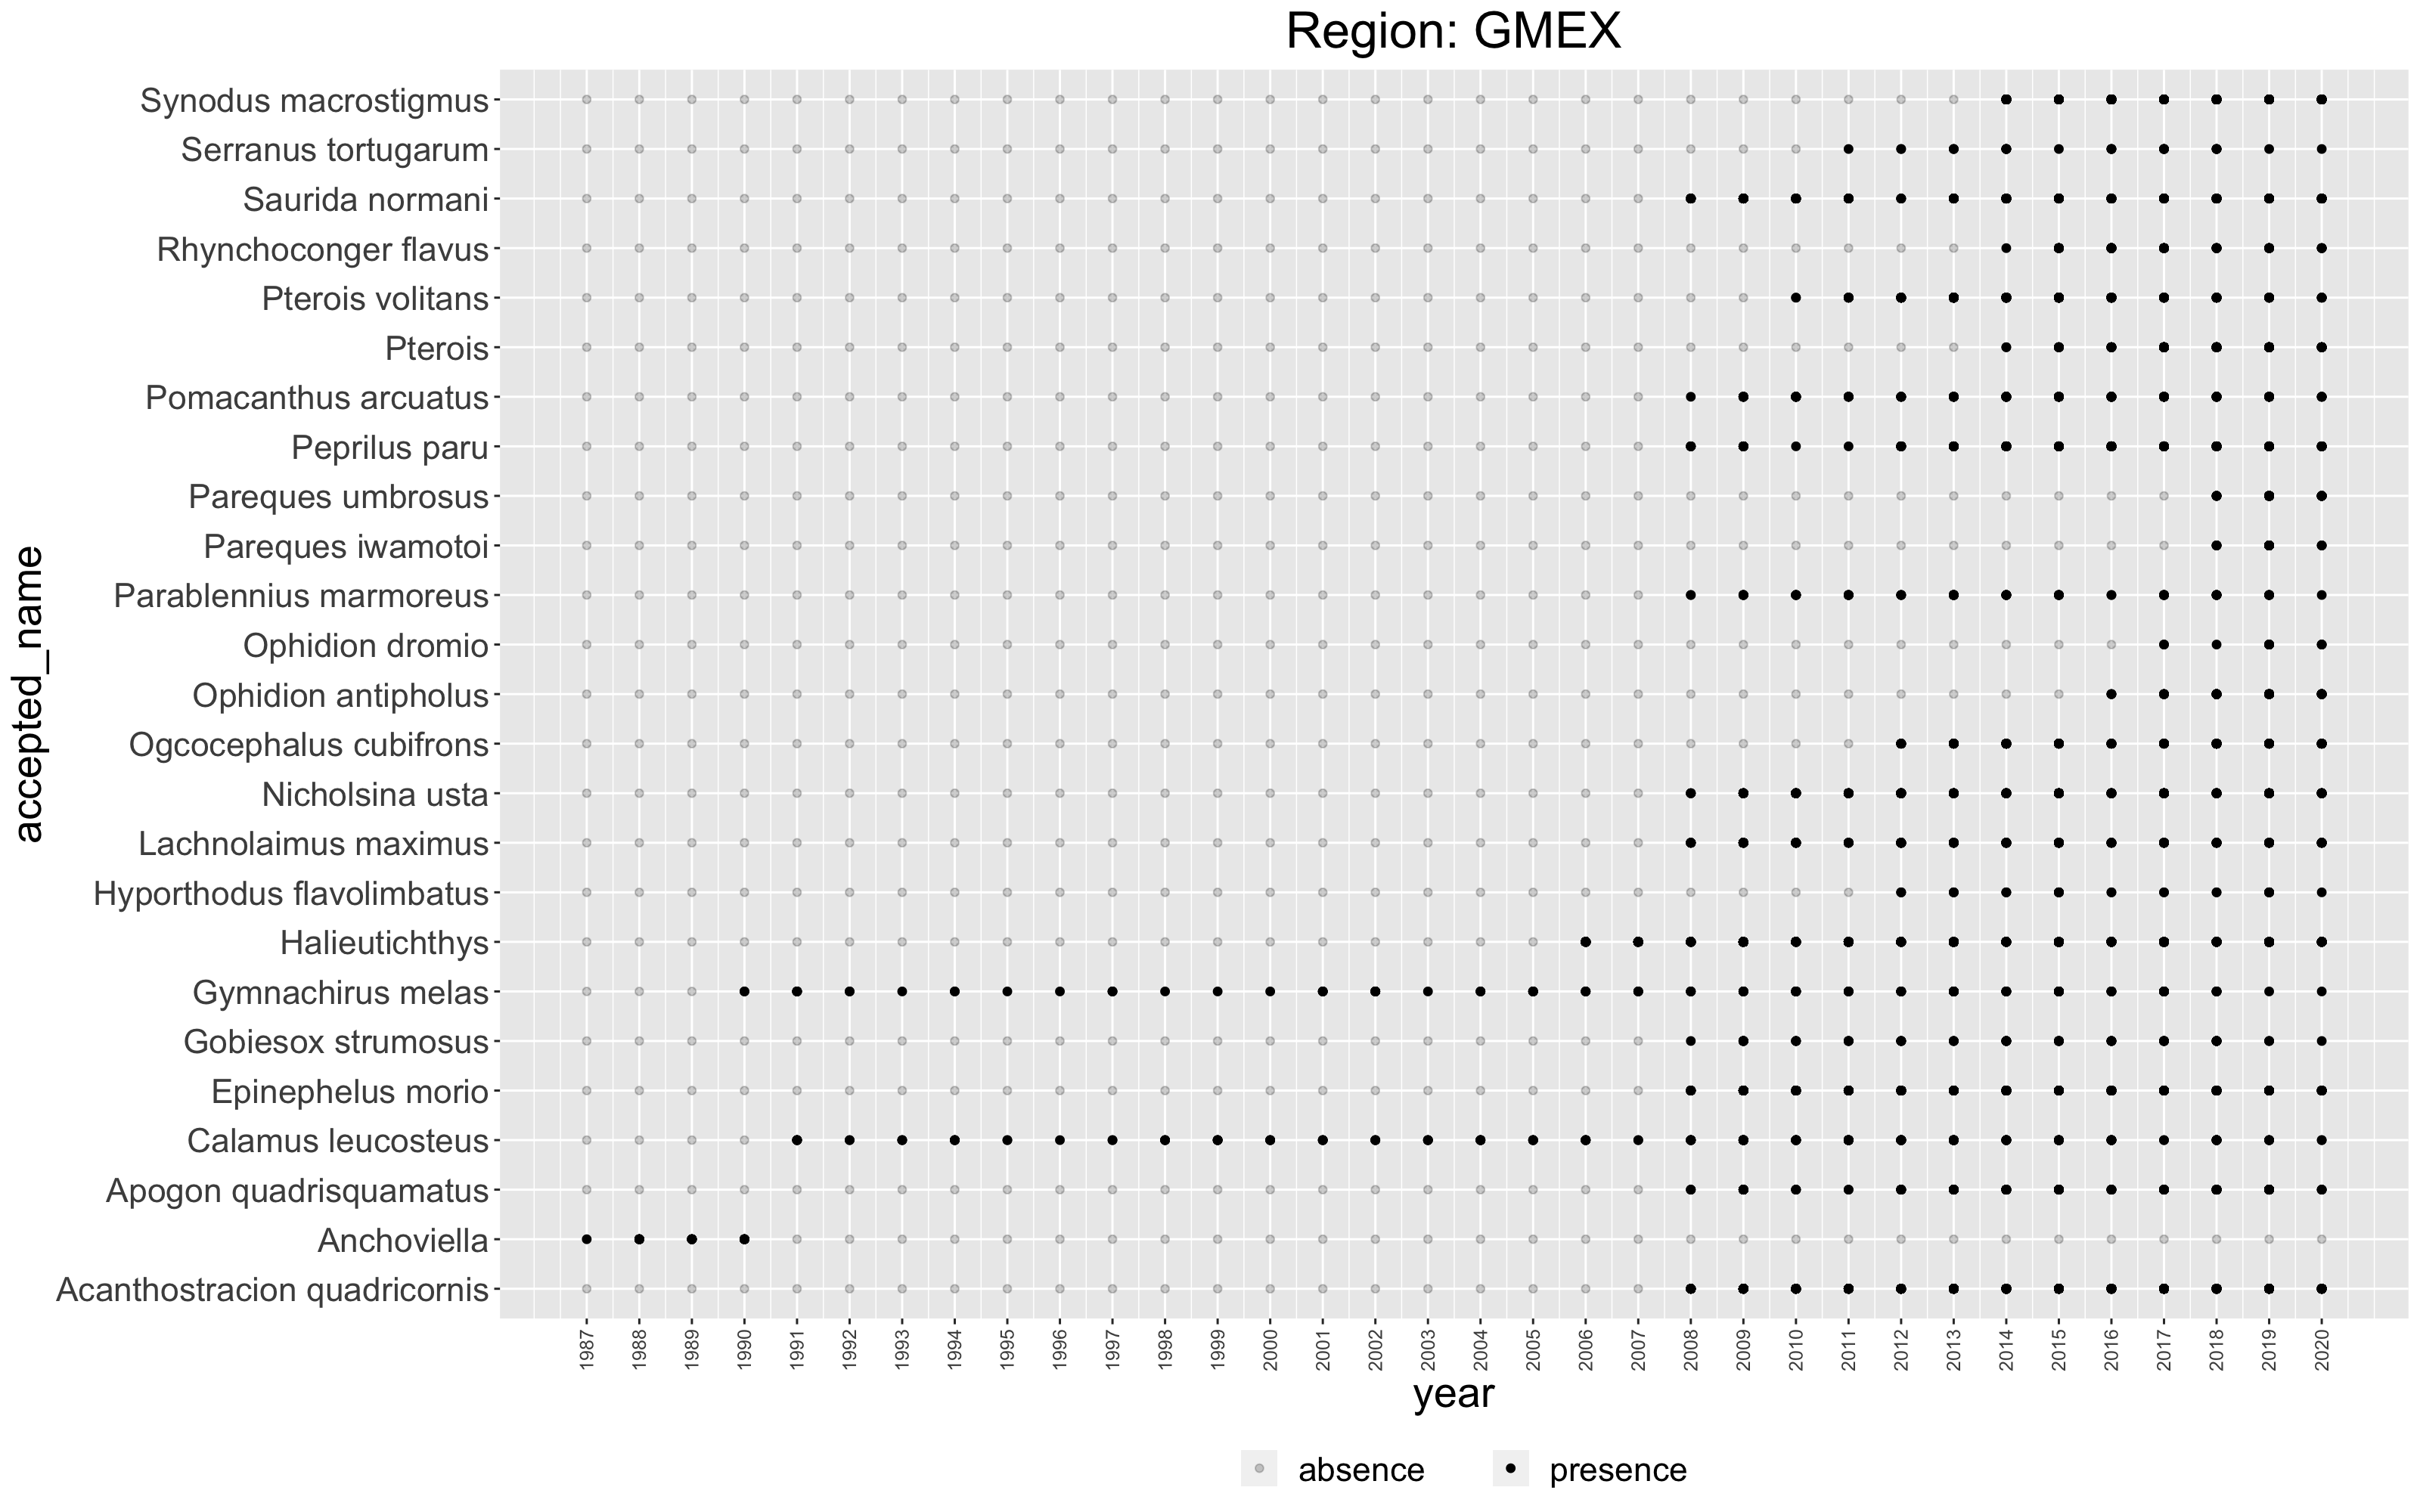 Region: GMEX
accepted_name
Synodus macrostigmus
Serranus tortugarum
Saurida normani
Rhynchoconger flavus
Pterois volitans
Pterois
Pomacanthus arcuatus
Peprilus paru
Pareques umbrosus
Pareques iwamotoi
Parablennius marmoreus
Ophidion dromio
Ophidion antipholus
Ogcocephalus cubifrons
Nicholsina usta
Lachnolaimus maximus
Hyporthodus flavolimbatus
Halieutichthys
Gymnachirus melas
Gobiesox strumosus
Epinephelus morio
Calamus leucosteus
Apogon quadrisquamatus
Anchoviella
Acanthostracion quadricornis
1987 1988 1989 1990 1991 1992 1993 1994 1995 1996 1997 1998 1999 2000 2001 2002 2003 2004 2005 2006 2007 2008 2009 2010 2011 2012 2013 2014 2015 2016 2017 2018 2019 2020
year
absence presence